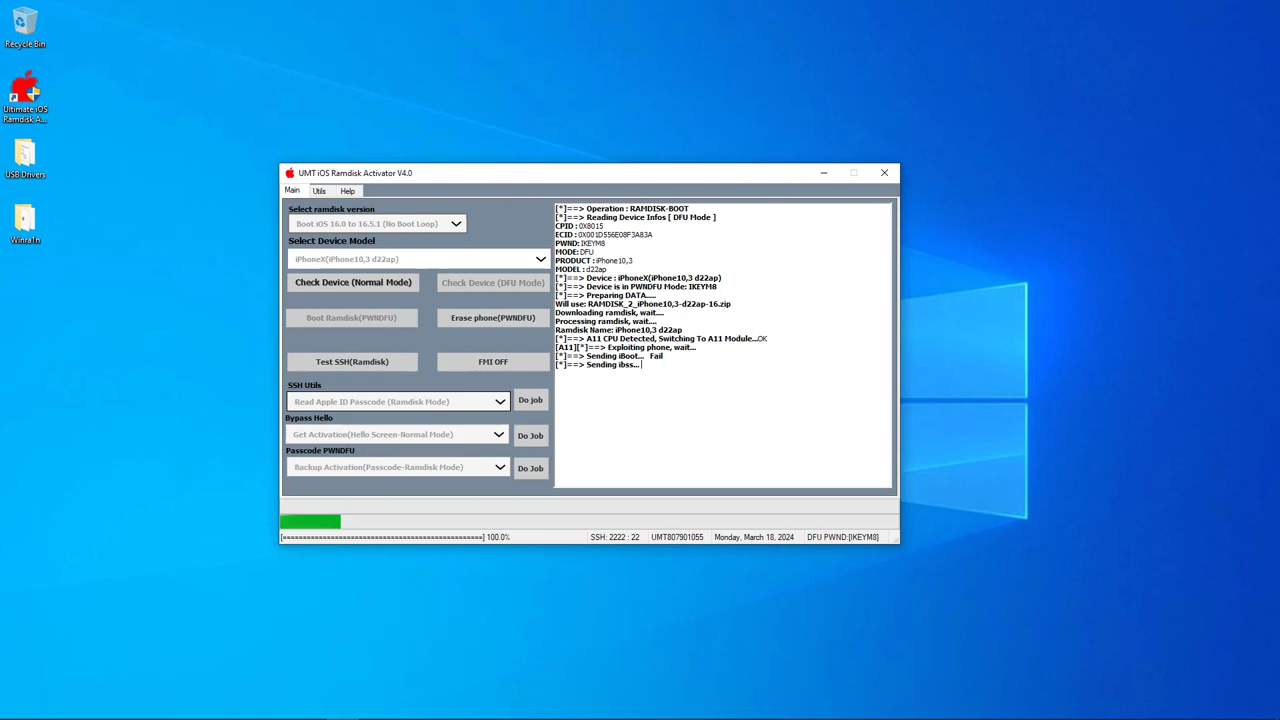 Recycle Bin
Ultimate iOS
Ramdisk A...
USB Drivers
WinraTn
UMT iOS Ramdisk Activator V4.0
Main Utils Help
Select ramdisk version
Boot iOS 16.0 to 16.5.1 (No Boot Loop)
Select Device Model
iPhoneX(iPhone10,3 d22ap)
Check Device (Normal Mode) Check Device (DFU Mode)
Boot Ramdisk(PWNDFU) Erase phone(PWNDFU)
Test SSH(Ramdisk) FMI OFF
SSH Utils
Read Apple ID Passcode (Ramdisk Mode) Do job
Bypass Hello
Get Activation(Hello Screen-Normal Mode) Do Job
Passcode PWNDFU
Backup Activation(Passcode-Ramdisk Mode) Do Job
[*]==> Operation : RAMDISK-BOOT
[*]==> Reading Device Infos [ DFU Mode ]
CPID : 0X8015
ECID : 0X001D556E08F3A83A
PWND: IKEYM8
MODE: DFU
PRODUCT : iPhone10,3
MODEL : d22ap
[*]==> Device : iPhoneX(iPhone10,3 d22ap)
[*]==> Device is in PWNDFU Mode: IKEYM8
[*]==> Preparing DATA.....
Will use: RAMDISK_2_iPhone10,3-d22ap-16.zip
Downloading ramdisk, wait....
Processing ramdisk, wait....
Ramdisk Name: iPhone10,3 d22ap
[*]==> A11 CPU Detected, Switching To A11 Module...OK
[A11][*]==> Exploiting phone, wait...
[*]==> Sending iBoot... Fail
[*]==> Sending ibss...
[==================================================] 100.0%
SSH: 2222 : 22
UMT807901055
Monday, March 18, 2024
DFU PWND:[IKEYM8]